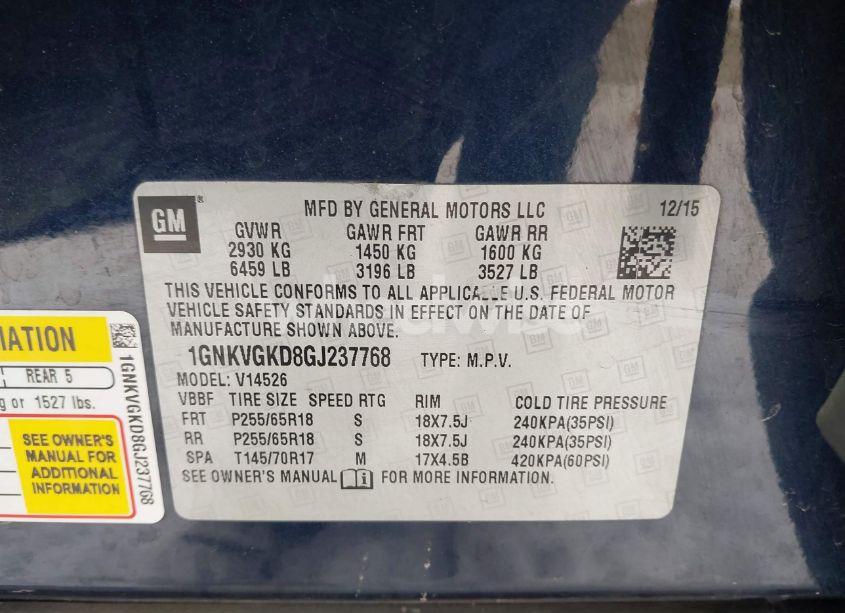 GM
MFD BY GENERAL MOTORS LLC 12/15
GVWR GAWR FRT GAWR RR
2930 KG 1450 KG 1600 KG
6459 LB 3196 LB 3527 LB
THIS VEHICLE CONFORMS TO ALL APPLICABLE U.S. FEDERAL MOTOR
VEHICLE SAFETY STANDARDS IN EFFECT ON THE DATE OF
MANUFACTURE SHOWN ABOVE.
1GNKVGKD8GJ237768 TYPE: M.P.V.
MODEL: V14526
VBBF TIRE SIZE SPEED RTG RIM COLD TIRE PRESSURE
FRT P255/65R18 S 18X7.5J 240KPA(35PSI)
RR P255/65R18 S 18X7.5J 240KPA(35PSI)
SPA T145/70R17 M 17X4.5B 420KPA(60PSI)
SEE OWNER'S MANUAL FOR MORE INFORMATION.
MATION
REAR 5
or 1527 lbs.
SEE OWNER'S
MANUAL FOR
ADDITIONAL
INFORMATION
1GNKVGKD8GJ237768